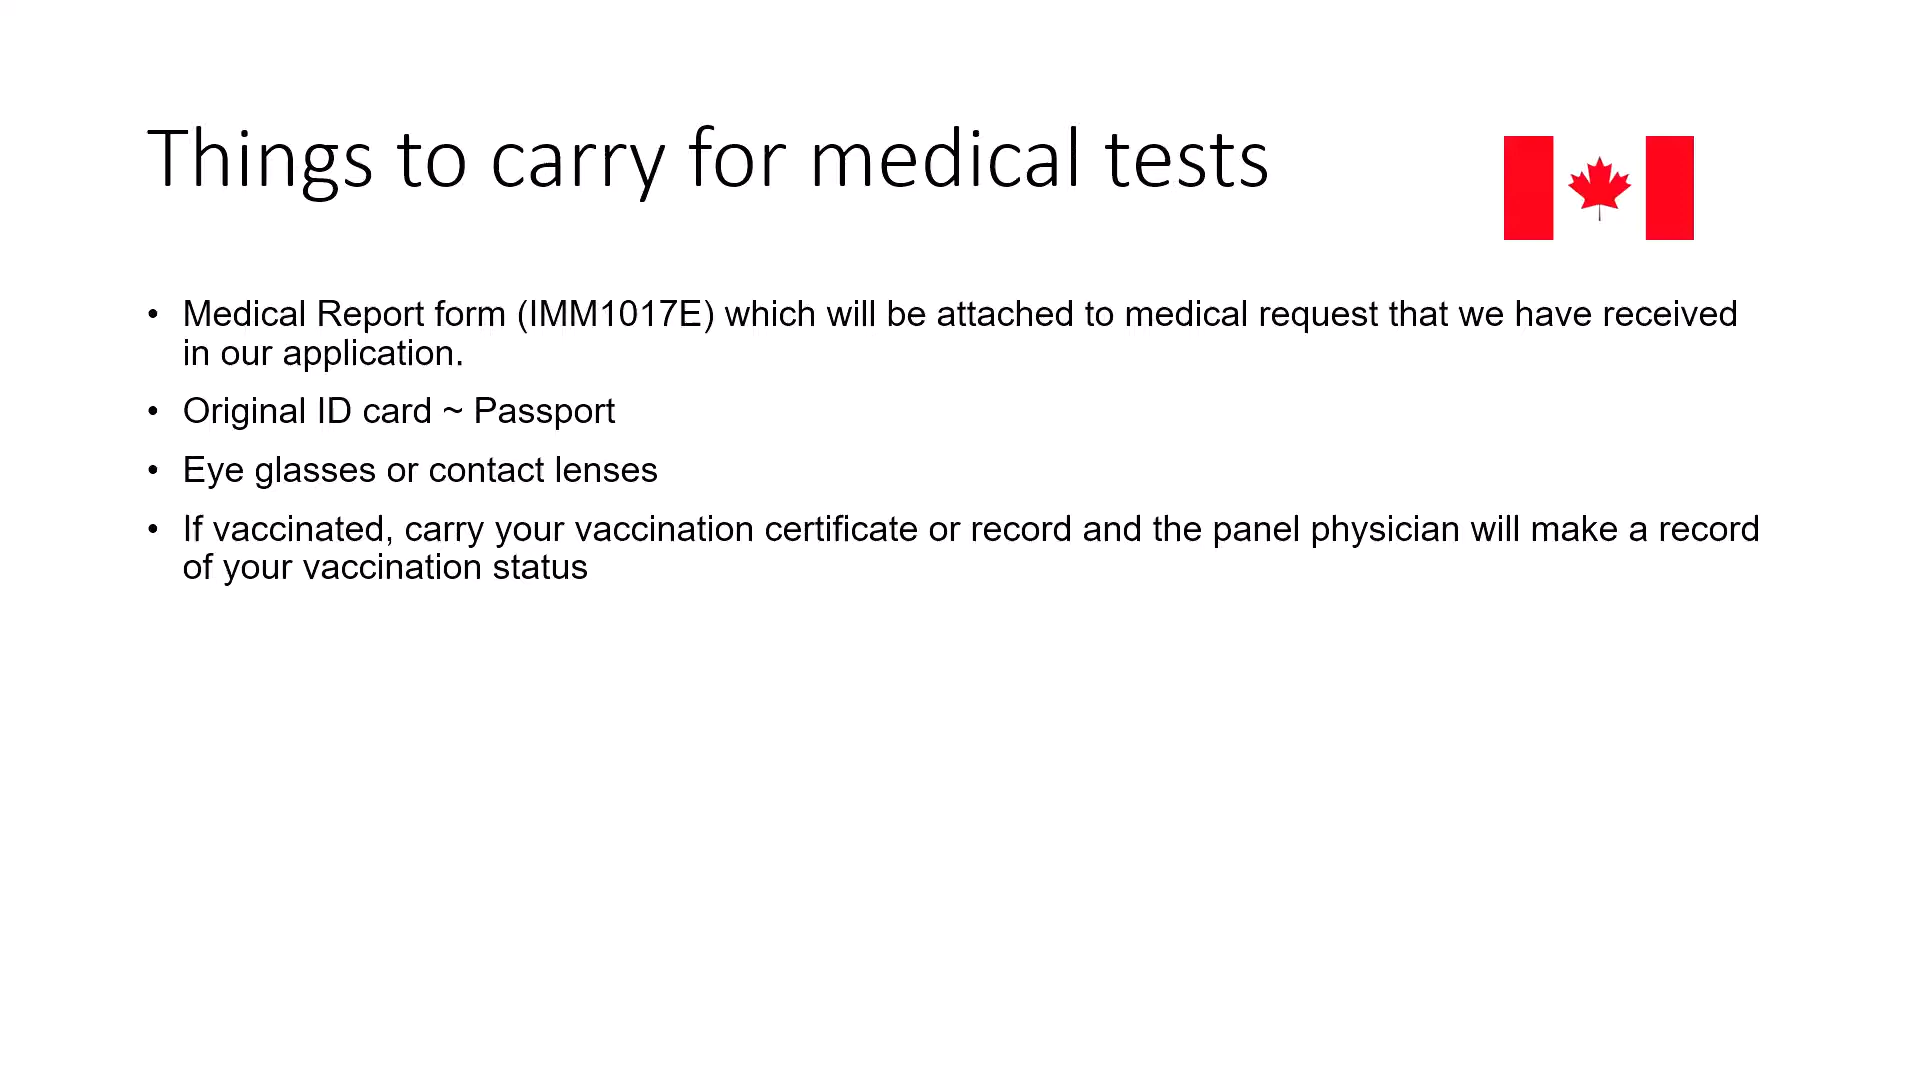 Things to carry for medical tests
• Medical Report form (IMM1017E) which will be attached to medical request that we have received
in our application.
• Original ID card ~ Passport
• Eye glasses or contact lenses
• If vaccinated, carry your vaccination certificate or record and the panel physician will make a record
of your vaccination status